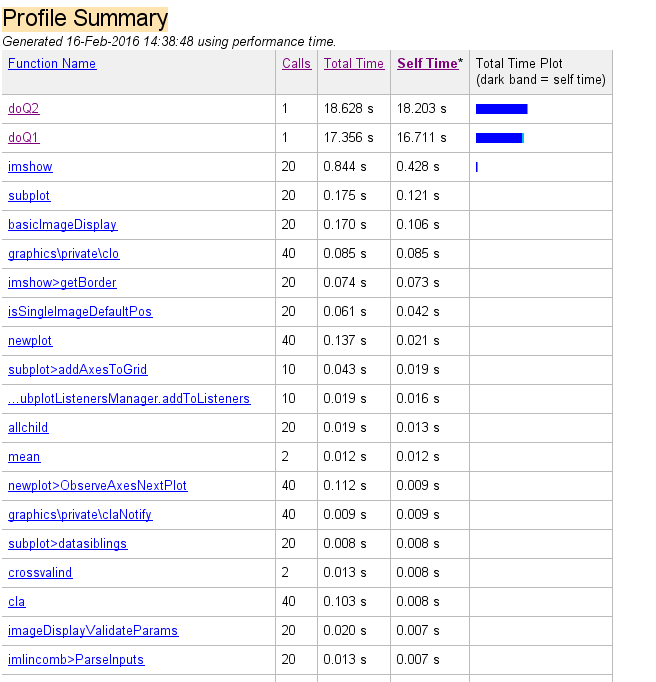 Profile Summary
Generated 16-Feb-2016 14:38:48 using performance time.
Function Name Calls Total Time Self Time* Total Time Plot
(dark band = self time)
doQ2 1 18.628 s 18.203 s
doQ1 1 17.356 s 16.711 s
imshow 20 0.844 s 0.428 s
subplot 20 0.175 s 0.121 s
basicImageDisplay 20 0.170 s 0.106 s
graphics\private\clo 40 0.085 s 0.085 s
imshow>getBorder 20 0.074 s 0.073 s
isSingleImageDefaultPos 20 0.061 s 0.042 s
newplot 40 0.137 s 0.021 s
subplot>addAxesToGrid 10 0.043 s 0.019 s
...ubplotListenersManager.addToListeners 10 0.019 s 0.016 s
allchild 20 0.019 s 0.013 s
mean 2 0.012 s 0.012 s
newplot>ObserveAxesNextPlot 40 0.112 s 0.009 s
graphics\private\claNotify 40 0.009 s 0.009 s
subplot>datasiblings 20 0.008 s 0.008 s
crossvalind 2 0.013 s 0.008 s
cla 40 0.103 s 0.008 s
imageDisplayValidateParams 20 0.020 s 0.007 s
imlincomb>ParseInputs 20 0.013 s 0.007 s